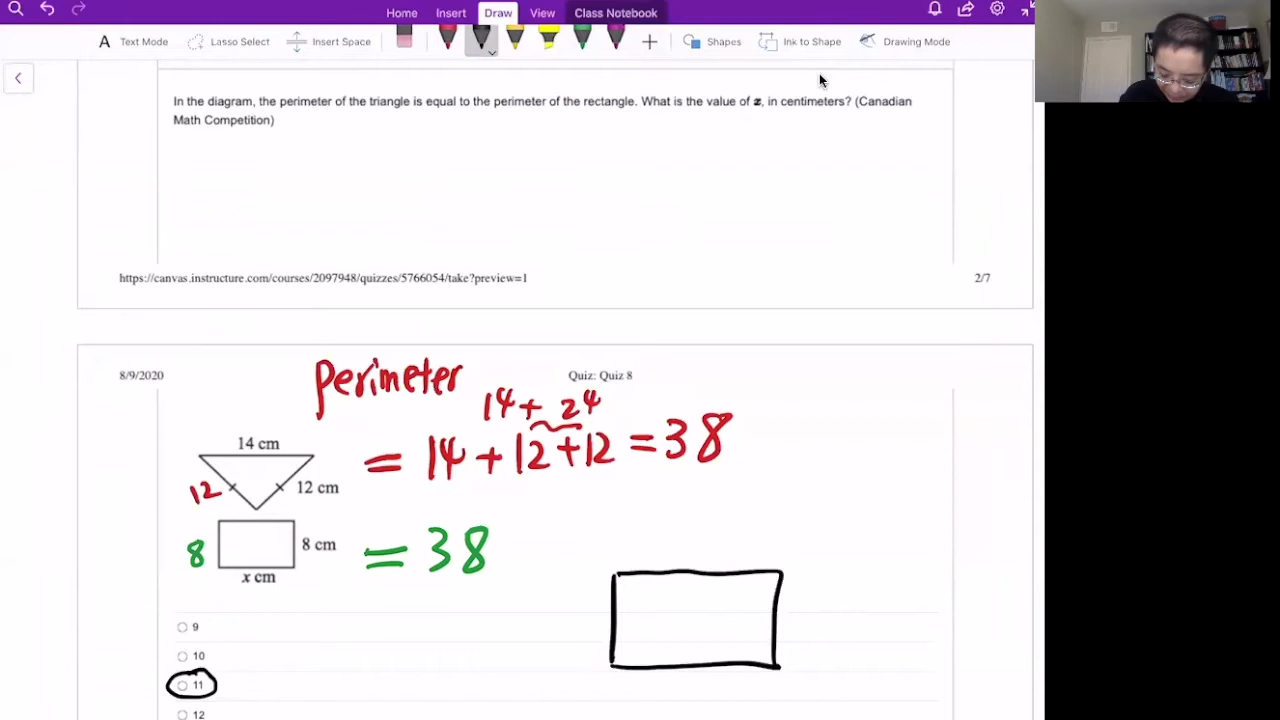 Home Insert Draw View Class Notebook
A Text Mode Lasso Select Insert Space Shapes Ink to Shape Drawing Mode
In the diagram, the perimeter of the triangle is equal to the perimeter of the rectangle. What is the value of x, in centimeters? (Canadian
Math Competition)
https://canvas.instructure.com/courses/2097948/quizzes/5766054/take?preview=1 2/7
8/9/2020 Quiz: Quiz 8
perimeter
14 + 24
= 14 + 12 + 12 = 38
14 cm
12 12 cm
8 8 cm = 38
x cm
9
10
11
12